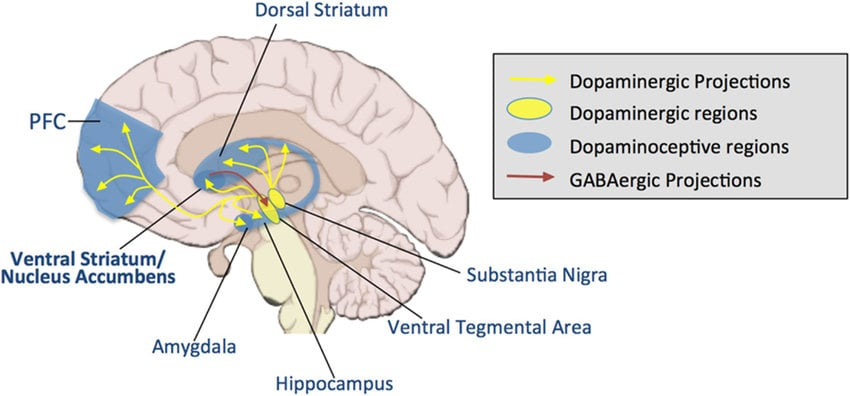 Dorsal Striatum
PFC
Ventral Striatum/
Nucleus Accumbens
Amygdala
Hippocampus
Ventral Tegmental Area
Substantia Nigra
Dopaminergic Projections
Dopaminergic regions
Dopaminoceptive regions
GABAergic Projections